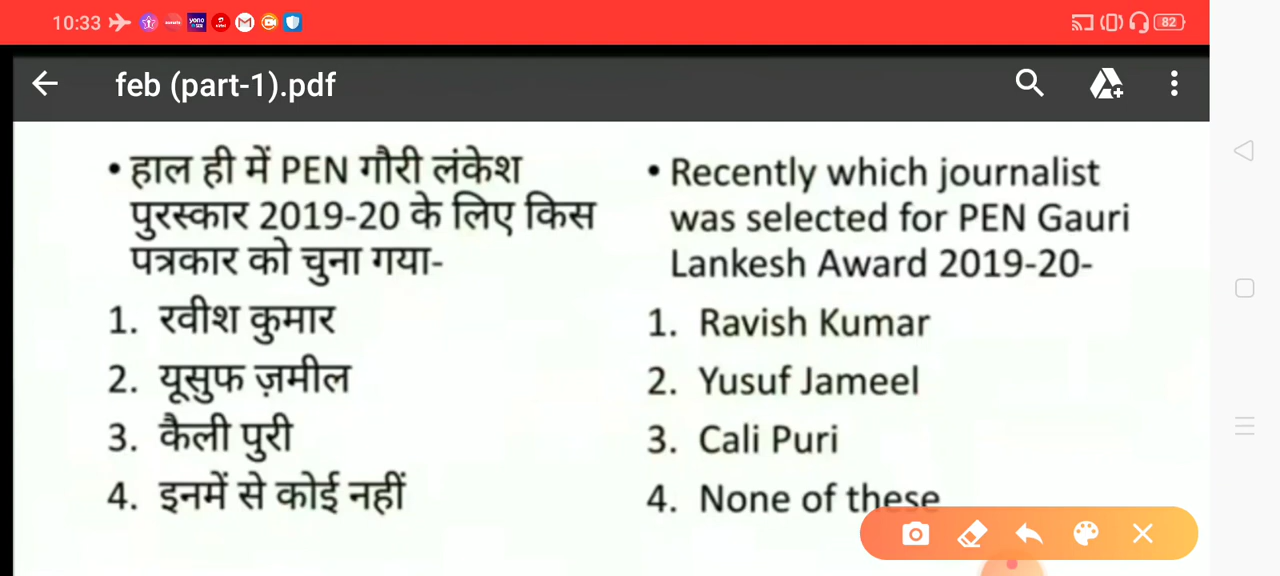 10:33
82
feb (part-1).pdf
• हाल ही में PEN गौरी लंकेश
पुरस्कार 2019-20 के लिए किस
पत्रकार को चुना गया-
1. रवीश कुमार
2. यूसुफ ज़मील
3. कैली पुरी
4. इनमें से कोई नहीं
• Recently which journalist
was selected for PEN Gauri
Lankesh Award 2019-20-
1. Ravish Kumar
2. Yusuf Jameel
3. Cali Puri
4. None of these